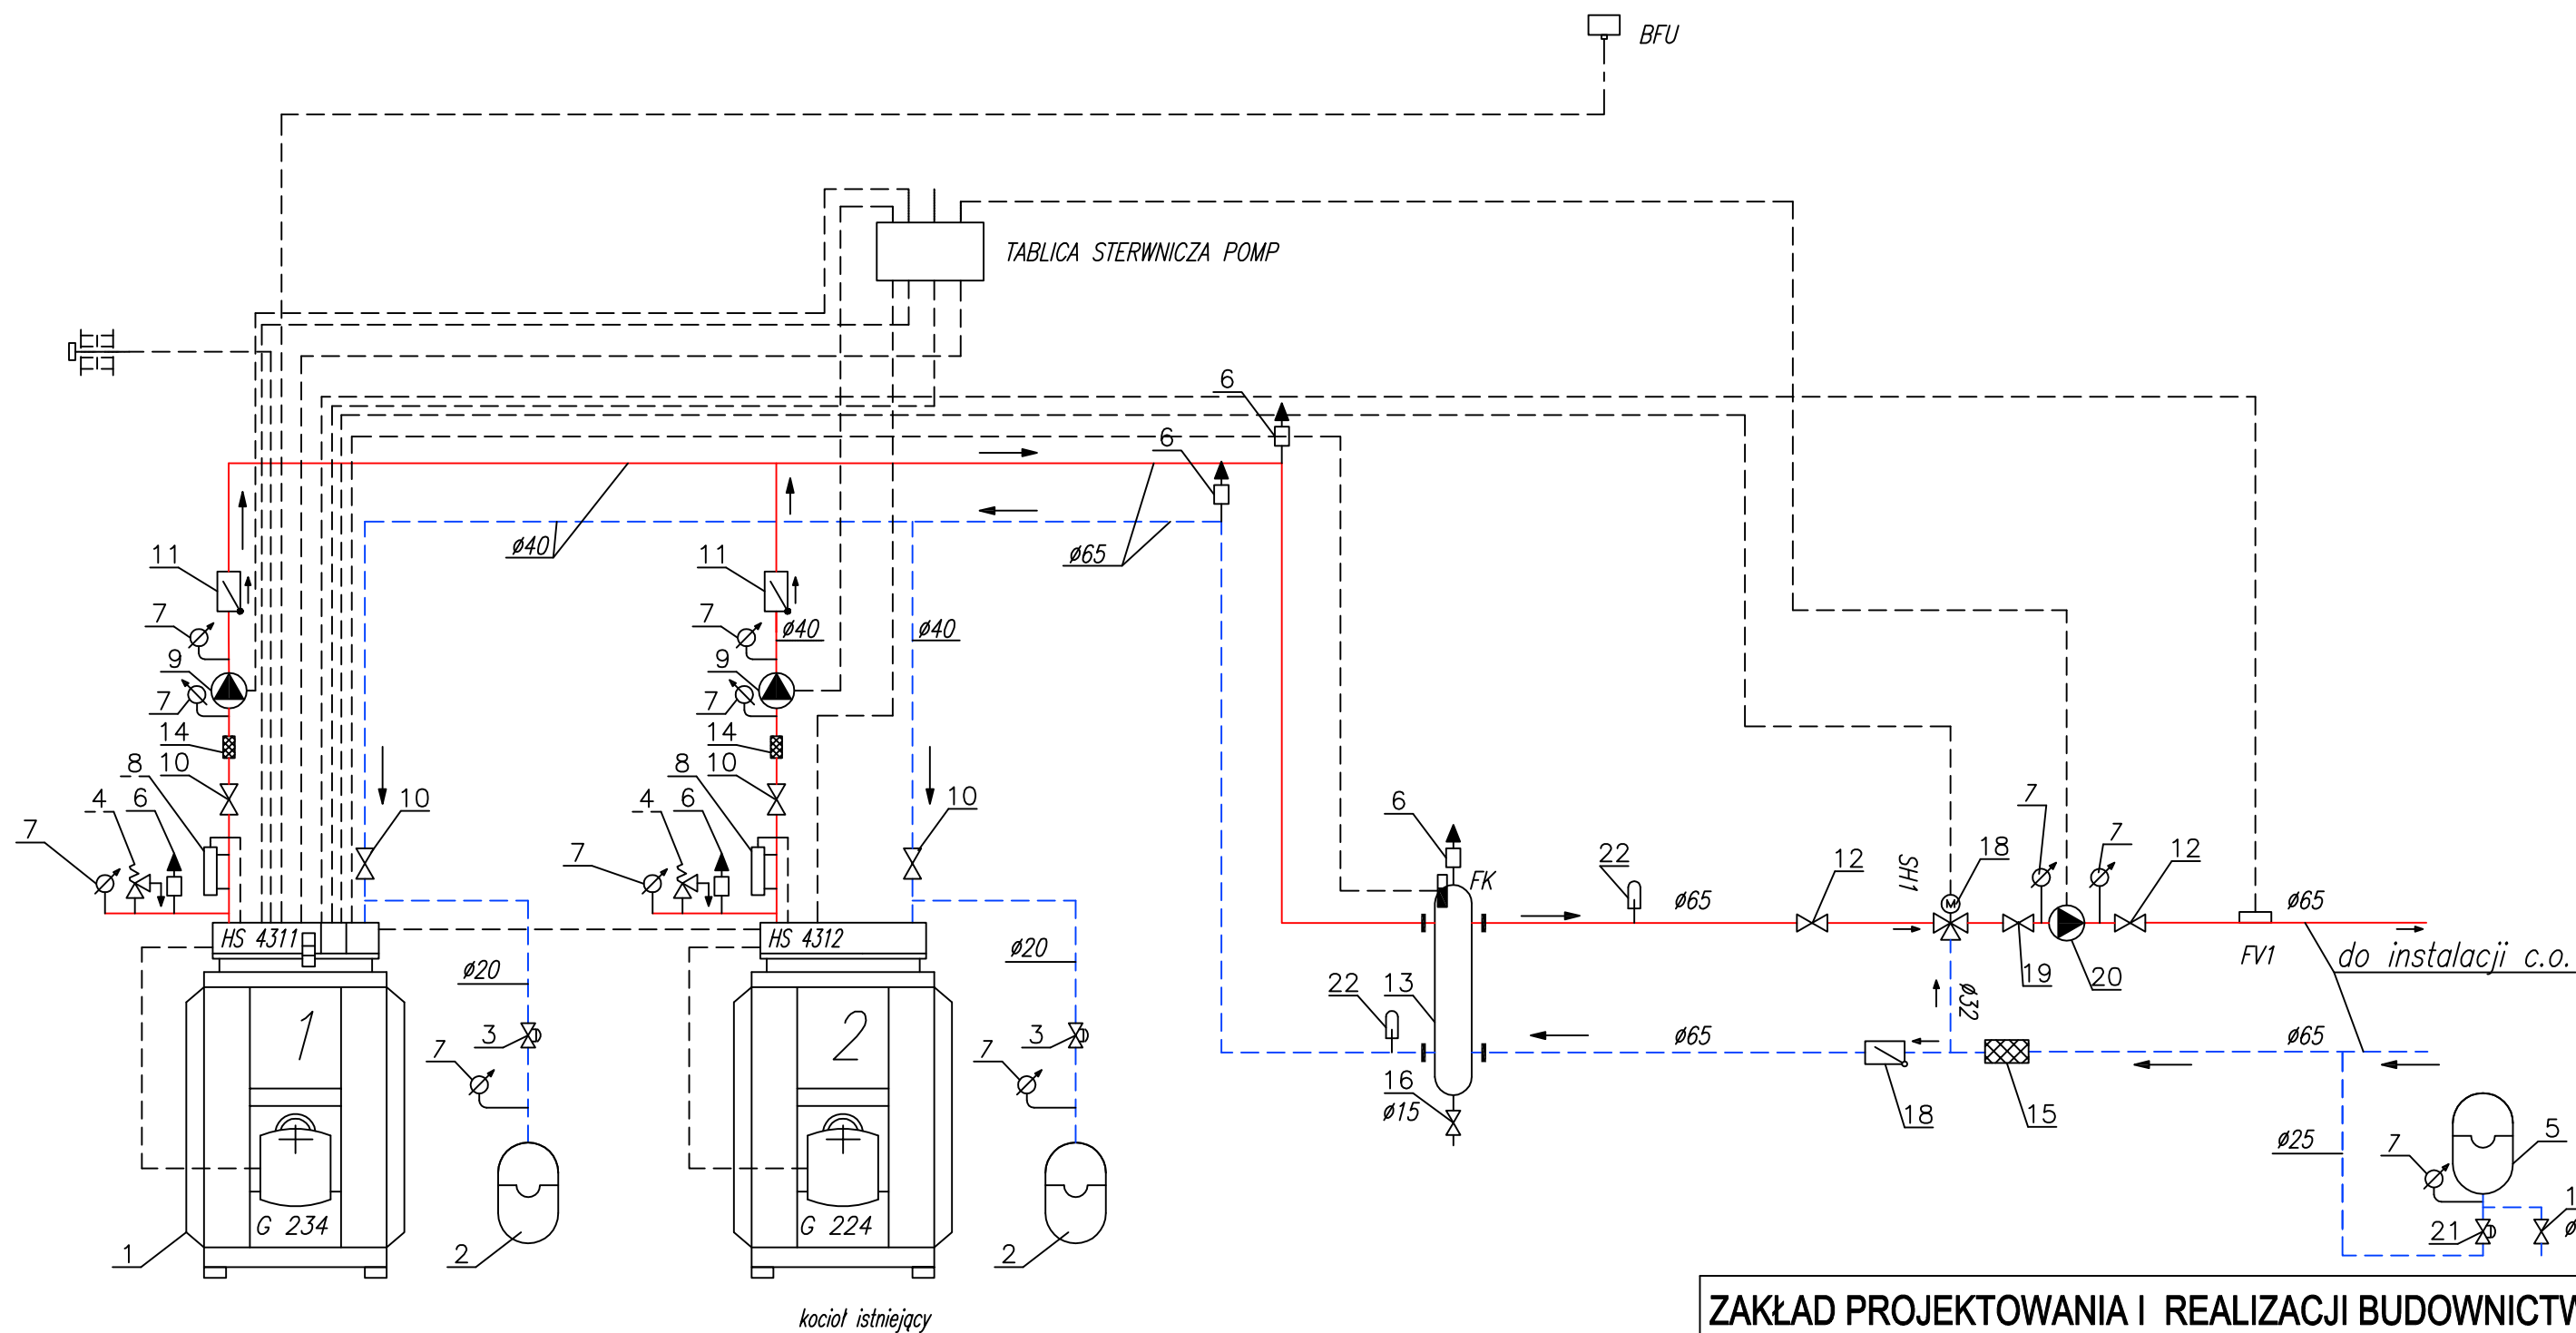 BFU
TABLICA STERWNICZA POMP
6
6
ø40
ø65
11
11
7
7
ø40
ø40
9
9
7
7
14
14
8
10
8
10
4
6
10
4
6
10
7
7
6
22
FK
ø65
12
SH1
18
7
7
12
ø65
HS 4311
HS 4312
ø20
ø20
22
13
19
20
FV1
do instalacji c.o.
ø32
1
2
3
3
7
7
ø65
ø65
16
ø15
18
15
ø25
7
5
G 234
G 224
1
2
2
21
1
ø
kocioł istniejący
ZAKŁAD PROJEKTOWANIA I REALIZACJI BUDOWNICTW